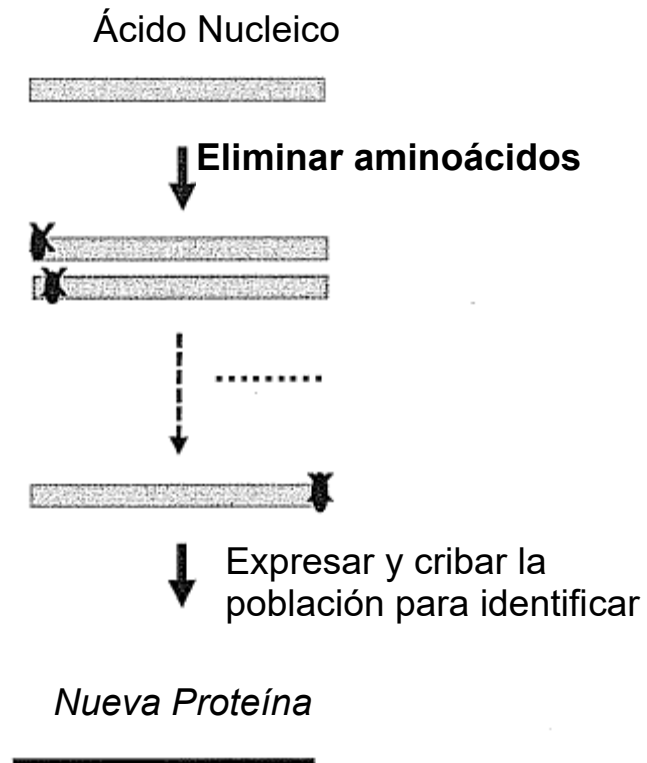 Ácido Nucleico
Eliminar aminoácidos
Expresar y cribar la
población para identificar
Nueva Proteína